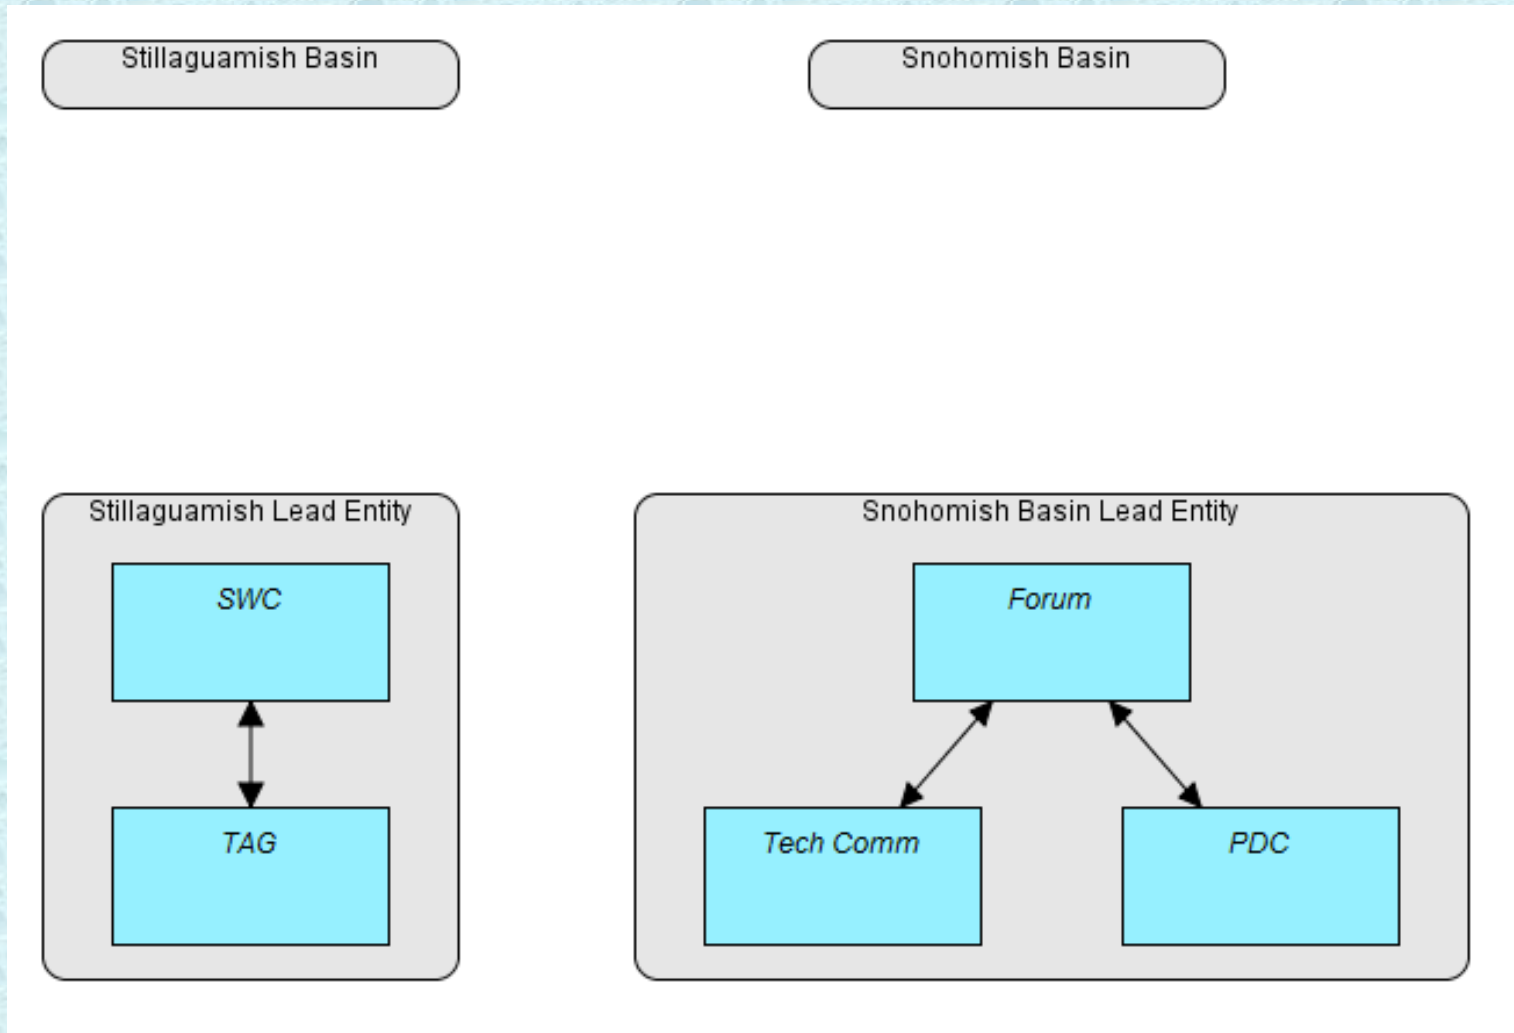 Stillaguamish Basin
Snohomish Basin
Stillaguamish Lead Entity
SWC
TAG
Snohomish Basin Lead Entity
Forum
Tech Comm
PDC